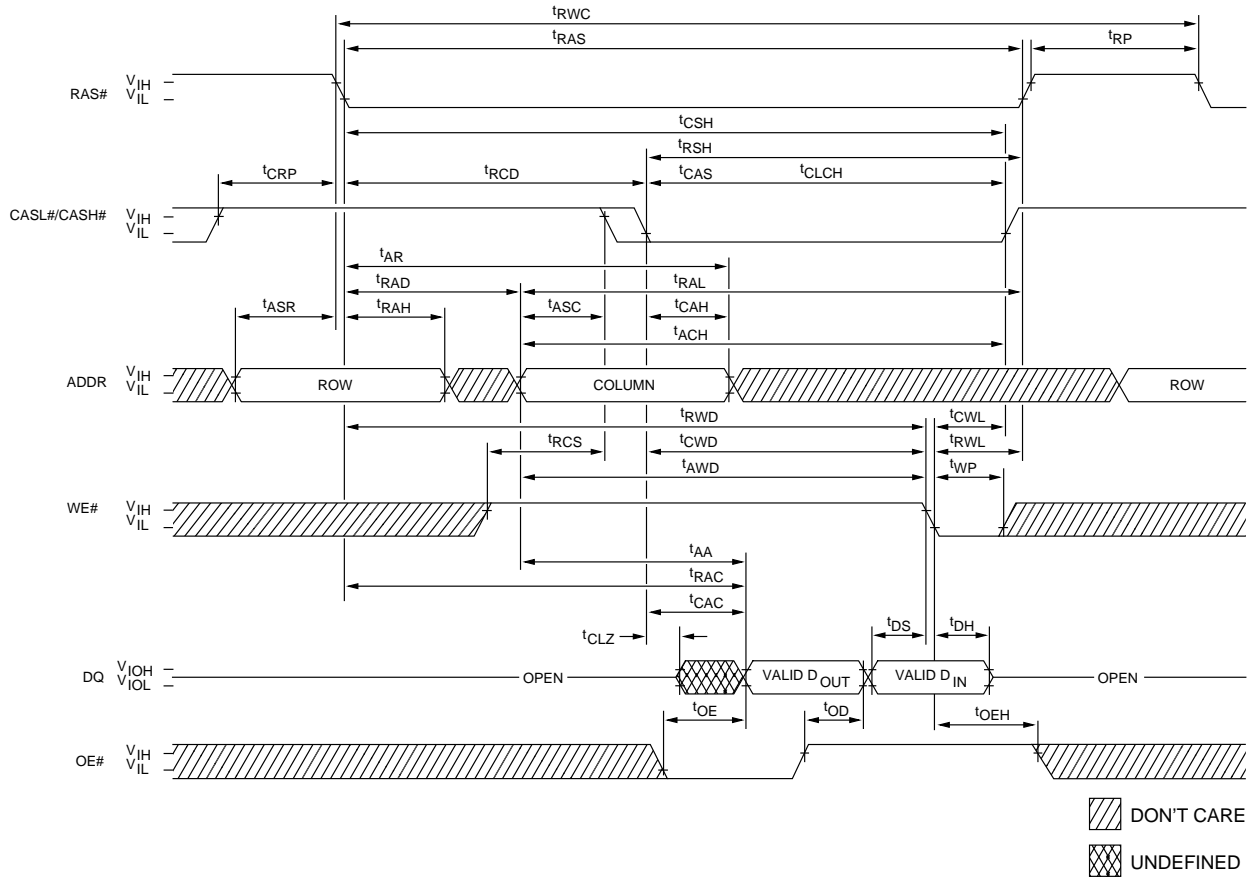 tRWC
tRAS
tRP
RAS#
VIH
VIL
tCSH
tRSH
tCRP
tRCD
tCAS
tCLCH
CASL#/CASH#
VIH
VIL
tAR
tRAD
tRAL
tASR
tRAH
tASC
tCAH
tACH
ADDR
VIH
VIL
ROW
COLUMN
ROW
tRWD
tCWL
tRCS
tCWD
tRWL
tAWD
tWP
WE#
VIH
VIL
tAA
tRAC
tCAC
tCLZ
tDS
tDH
DQ
VIOH
VIOL
OPEN
VALID DOUT
VALID DIN
OPEN
tOE
tOD
tOEH
OE#
VIH
VIL
DON'T CARE
UNDEFINED